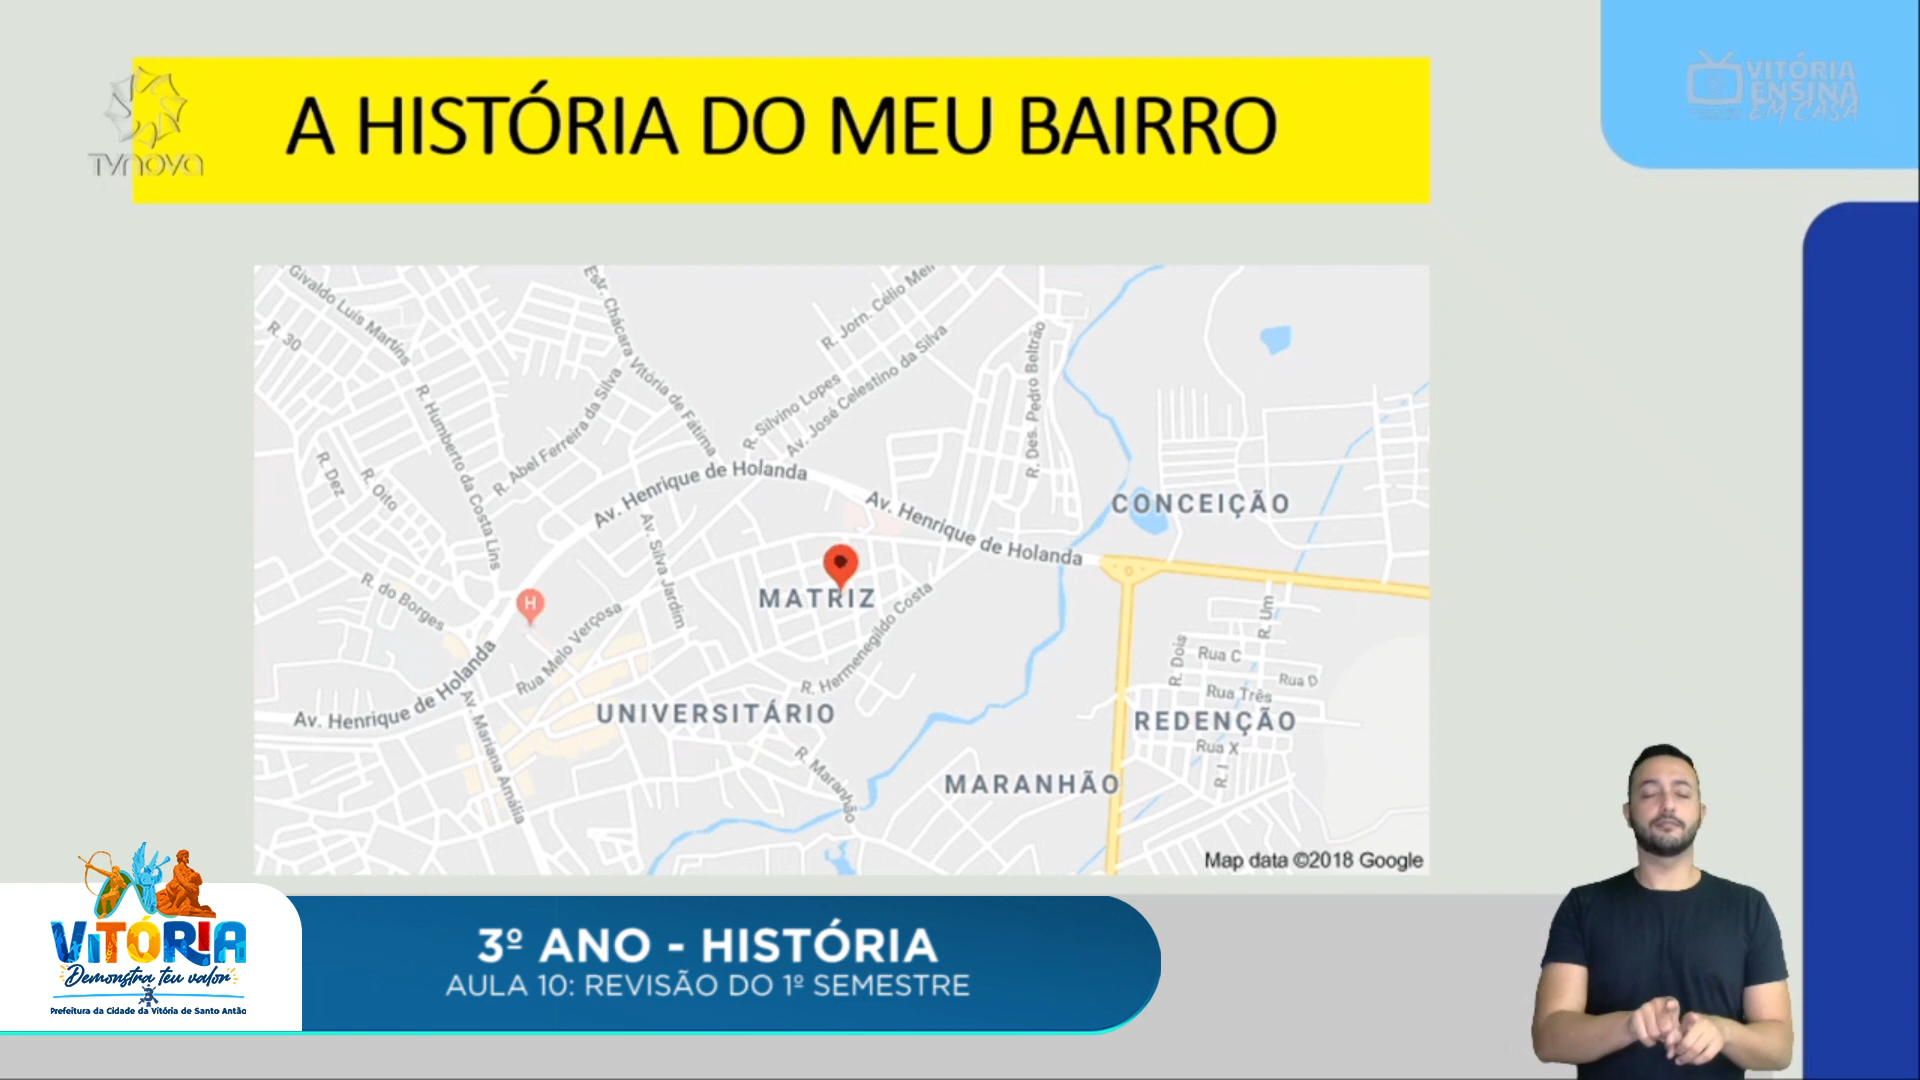 A HISTÓRIA DO MEU BAIRRO
TVNOVA
VITÓRIA
ENSINA
EM CASA
Givaldo Luís Martins
R. 30
Estr. Chácara Vitória de Fátima
R. Jorn. Célio Meir
R. Silvino Lopes
Av. José Celestino da Silva
R. Des. Pedro Beltrão
R. Humberto da Costa Lins
R. Abel Ferreira da Silva
R. Dez
R. Oito
Av. Henrique de Holanda
Av. Henrique de Holanda
CONCEIÇÃO
Av. Silva Jardim
MATRIZ
H
R. do Borges
Rua Melo Verçosa
R. Hermenegildo Costa
R. Um
R. Dois
Rua C
Rua D
Rua Três
Av. Henrique de Holanda
UNIVERSITÁRIO
REDENÇÃO
Rua X
R. I
Av. Mariana Amália
R. Maranhão
MARANHÃO
Map data ©2018 Google
VITÓRIA
Demonstra teu valor
Prefeitura da Cidade da Vitória de Santo Antão
3º ANO - HISTÓRIA
AULA 10: REVISÃO DO 1º SEMESTRE